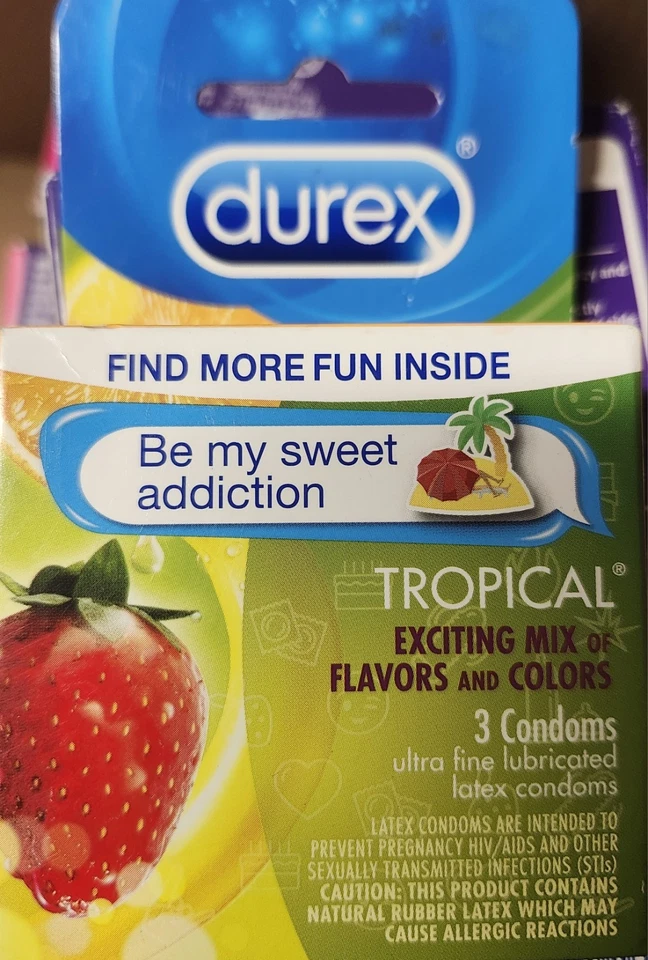 durex®
FIND MORE FUN INSIDE
Be my sweet
addiction
TROPICAL®
EXCITING MIX OF
FLAVORS AND COLORS
3 Condoms
ultra fine lubricated
latex condoms
LATEX CONDOMS ARE INTENDED TO
PREVENT PREGNANCY HIV/AIDS AND OTHER
SEXUALLY TRANSMITTED INFECTIONS (STIs)
CAUTION: THIS PRODUCT CONTAINS
NATURAL RUBBER LATEX WHICH MAY
CAUSE ALLERGIC REACTIONS